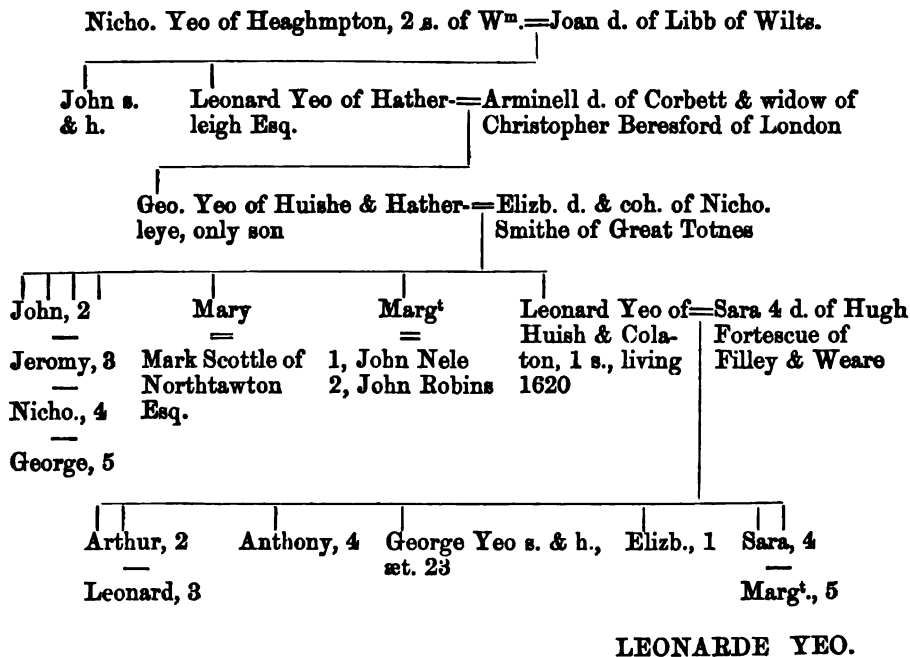 Nicho. Yeo of Heaghmpton, 2 s. of Wᵐ.=Joan d. of Libb of Wilts.
John s. & h.
Leonard Yeo of Hather-=Arminell d. of Corbett & widow of
leigh Esq. Christopher Beresford of London
Geo. Yeo of Huishe & Hather-=Elizb. d. & coh. of Nicho.
leye, only son Smithe of Great Totnes
John, 2
Jeromy, 3
Nicho., 4
George, 5
Mary
=
Mark Scottle of
Northtawton
Esq.
Margᵗ
=
1, John Nele
2, John Robins
Leonard Yeo of=Sara 4 d. of Hugh
Huish & Cola- Fortescue of
ton, 1 s., living Filley & Weare
1620
Arthur, 2
Leonard, 3
Anthony, 4
George Yeo s. & h.,
æt. 23
Elizb., 1
Sara, 4
Margᵗ., 5
LEONARDE YEO.